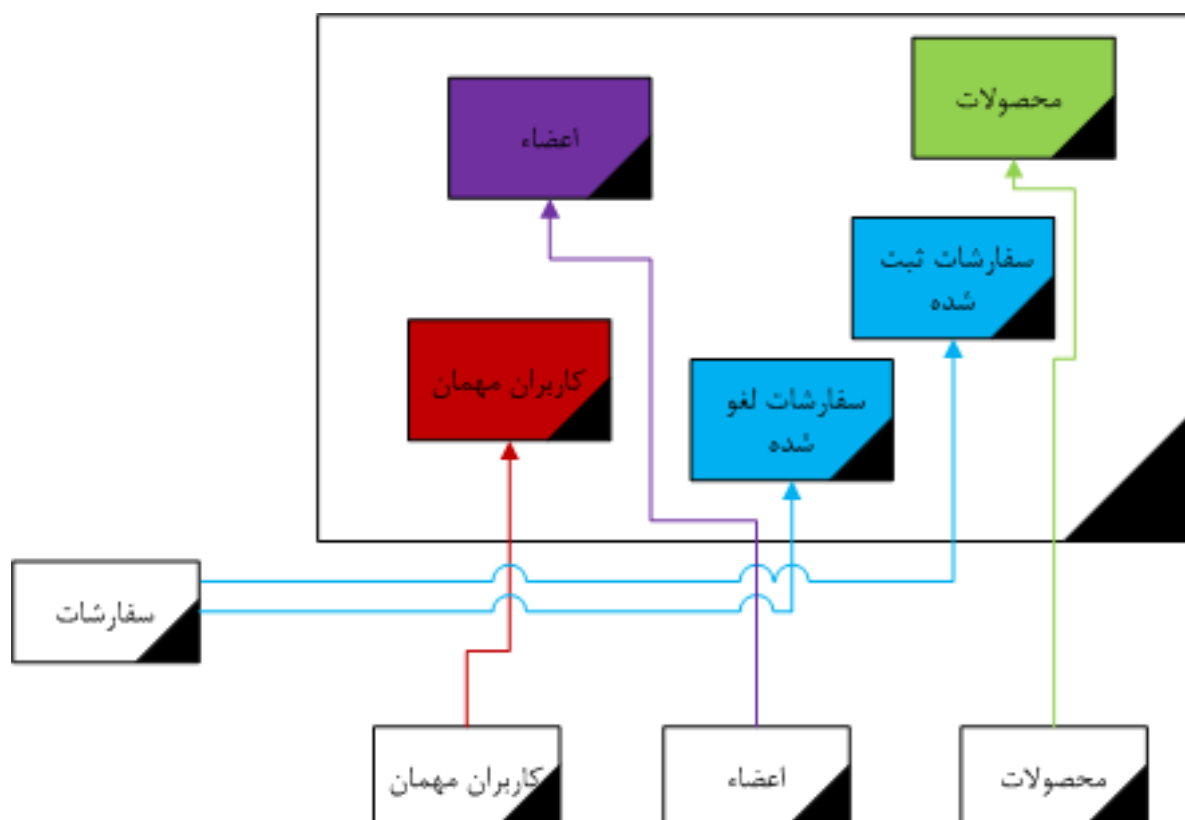 محصولات
اعضاء
سفارشات ثبت
شده
کاربران مهمان
سفارشات لغو
شده
سفارشات
محصولات
اعضاء
کاربران مهمان